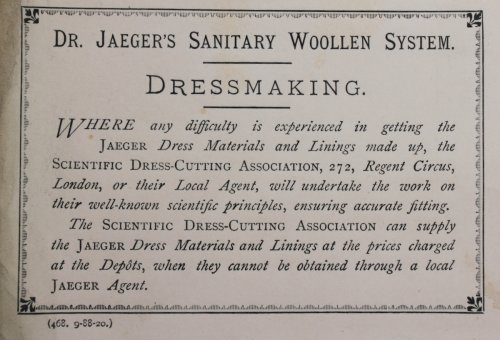 DR. JAEGER'S SANITARY WOOLLEN SYSTEM.
DRESSMAKING.
WHERE any difficulty is experienced in getting the
JAEGER Dress Materials and Linings made up, the
SCIENTIFIC DRESS-CUTTING ASSOCIATION, 272, Regent Circus,
London, or their Local Agent, will undertake the work on
their well-known scientific principles, ensuring accurate fitting.
The SCIENTIFIC DRESS-CUTTING ASSOCIATION can supply
the JAEGER Dress Materials and Linings at the prices charged
at the Depôts, when they cannot be obtained through a local
JAEGER Agent.
(468. 9-88-20.)